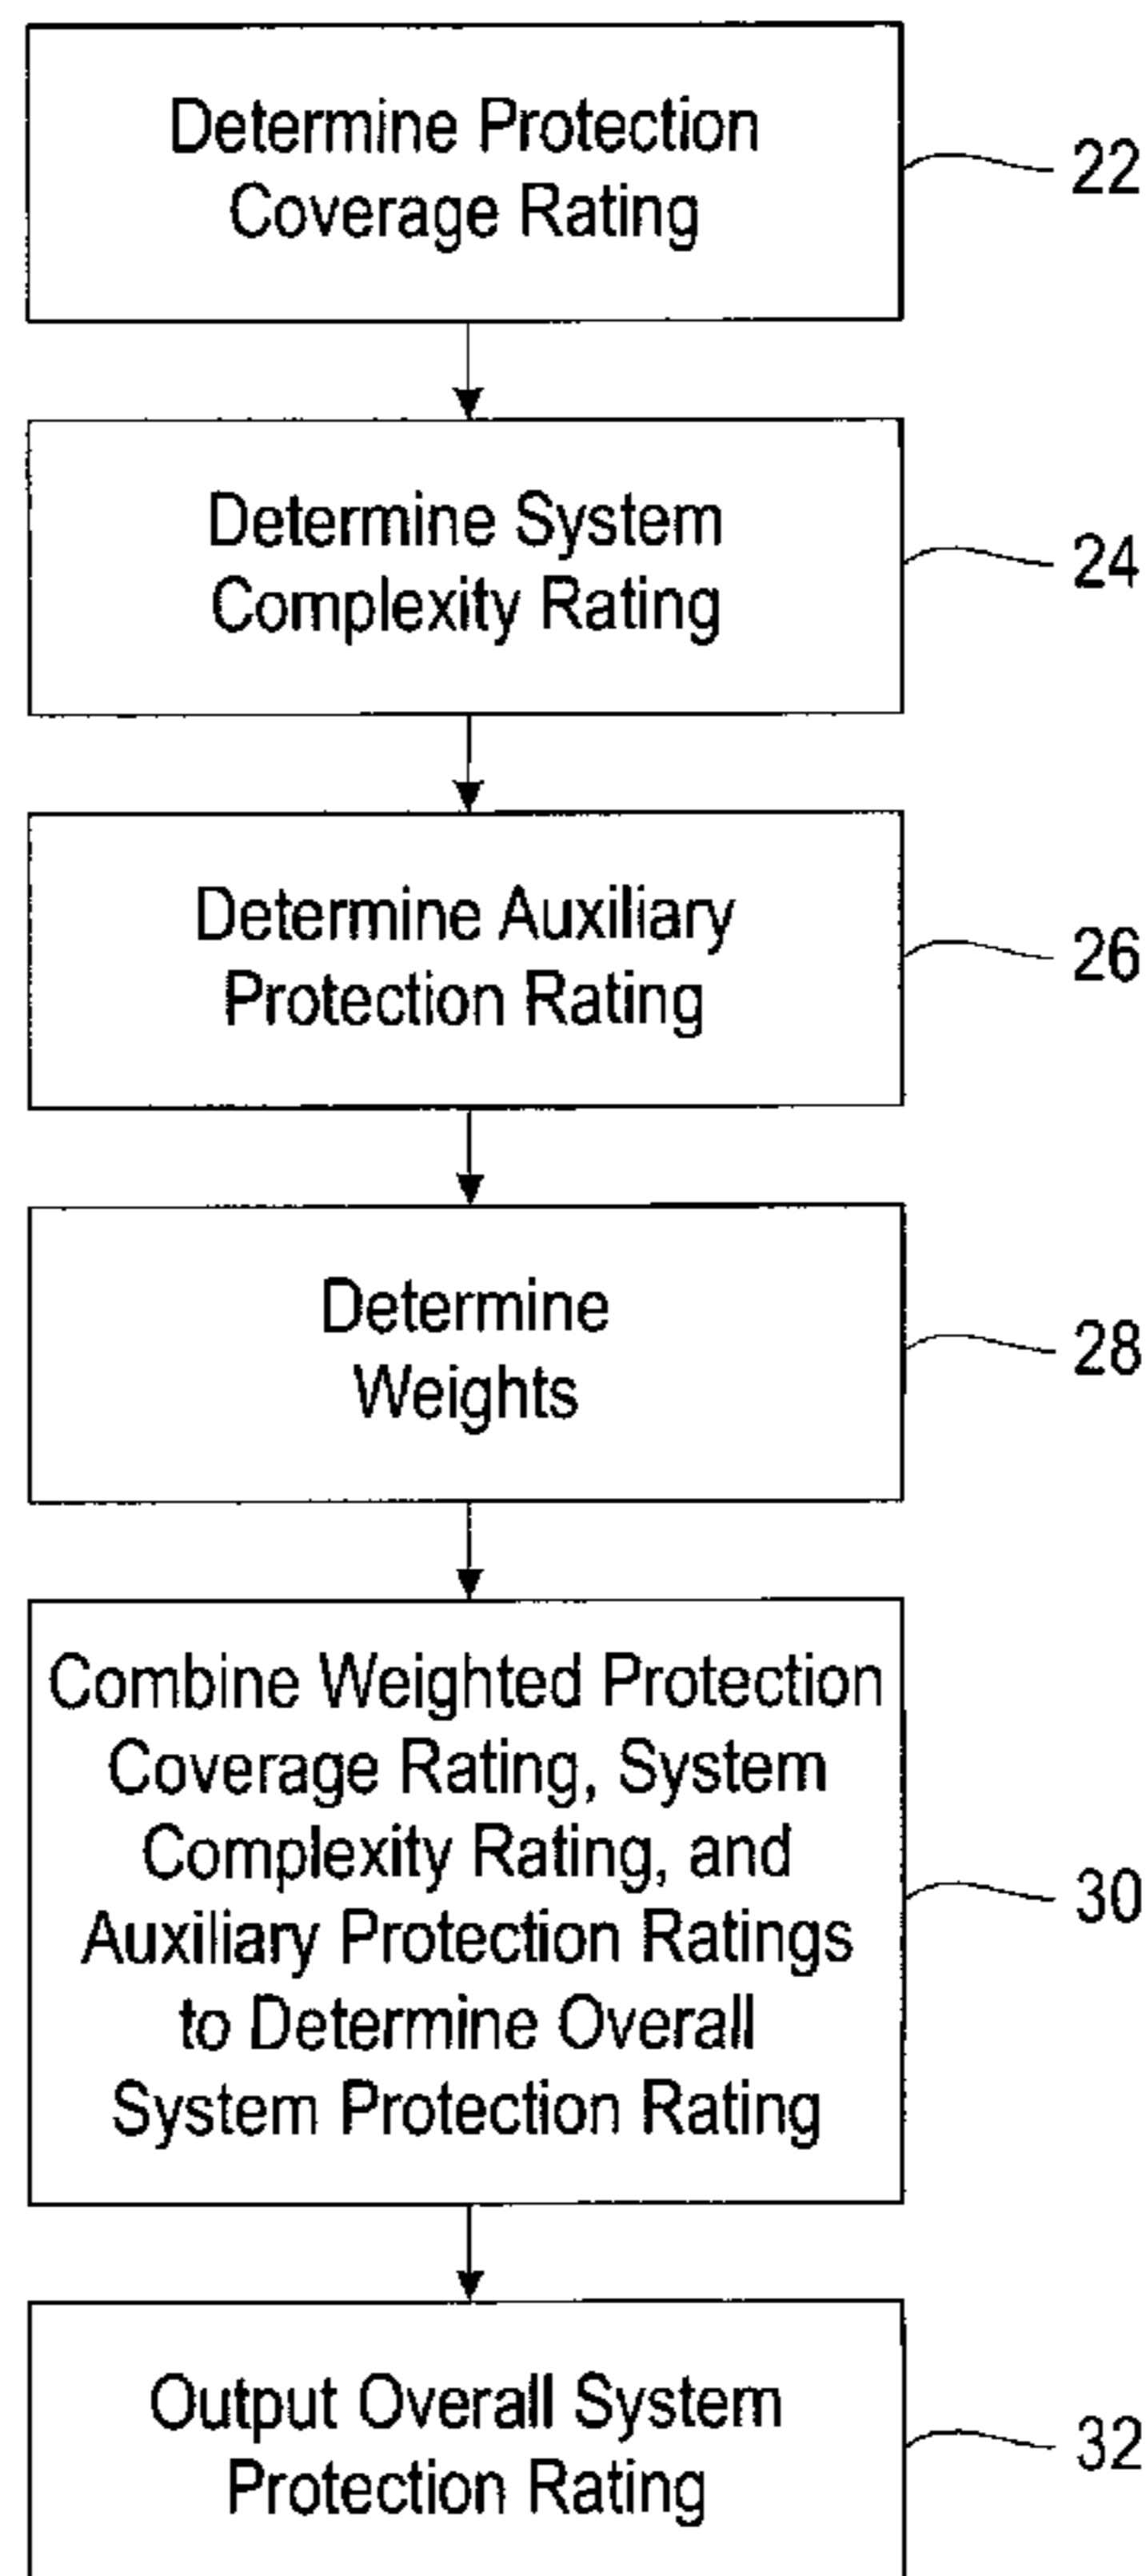 Determine Protection
Coverage Rating
22
Determine System
Complexity Rating
24
Determine Auxiliary
Protection Rating
26
Determine
Weights
28
Combine Weighted Protection
Coverage Rating, System
Complexity Rating, and
Auxiliary Protection Ratings
to Determine Overall
System Protection Rating
30
Output Overall System
Protection Rating
32